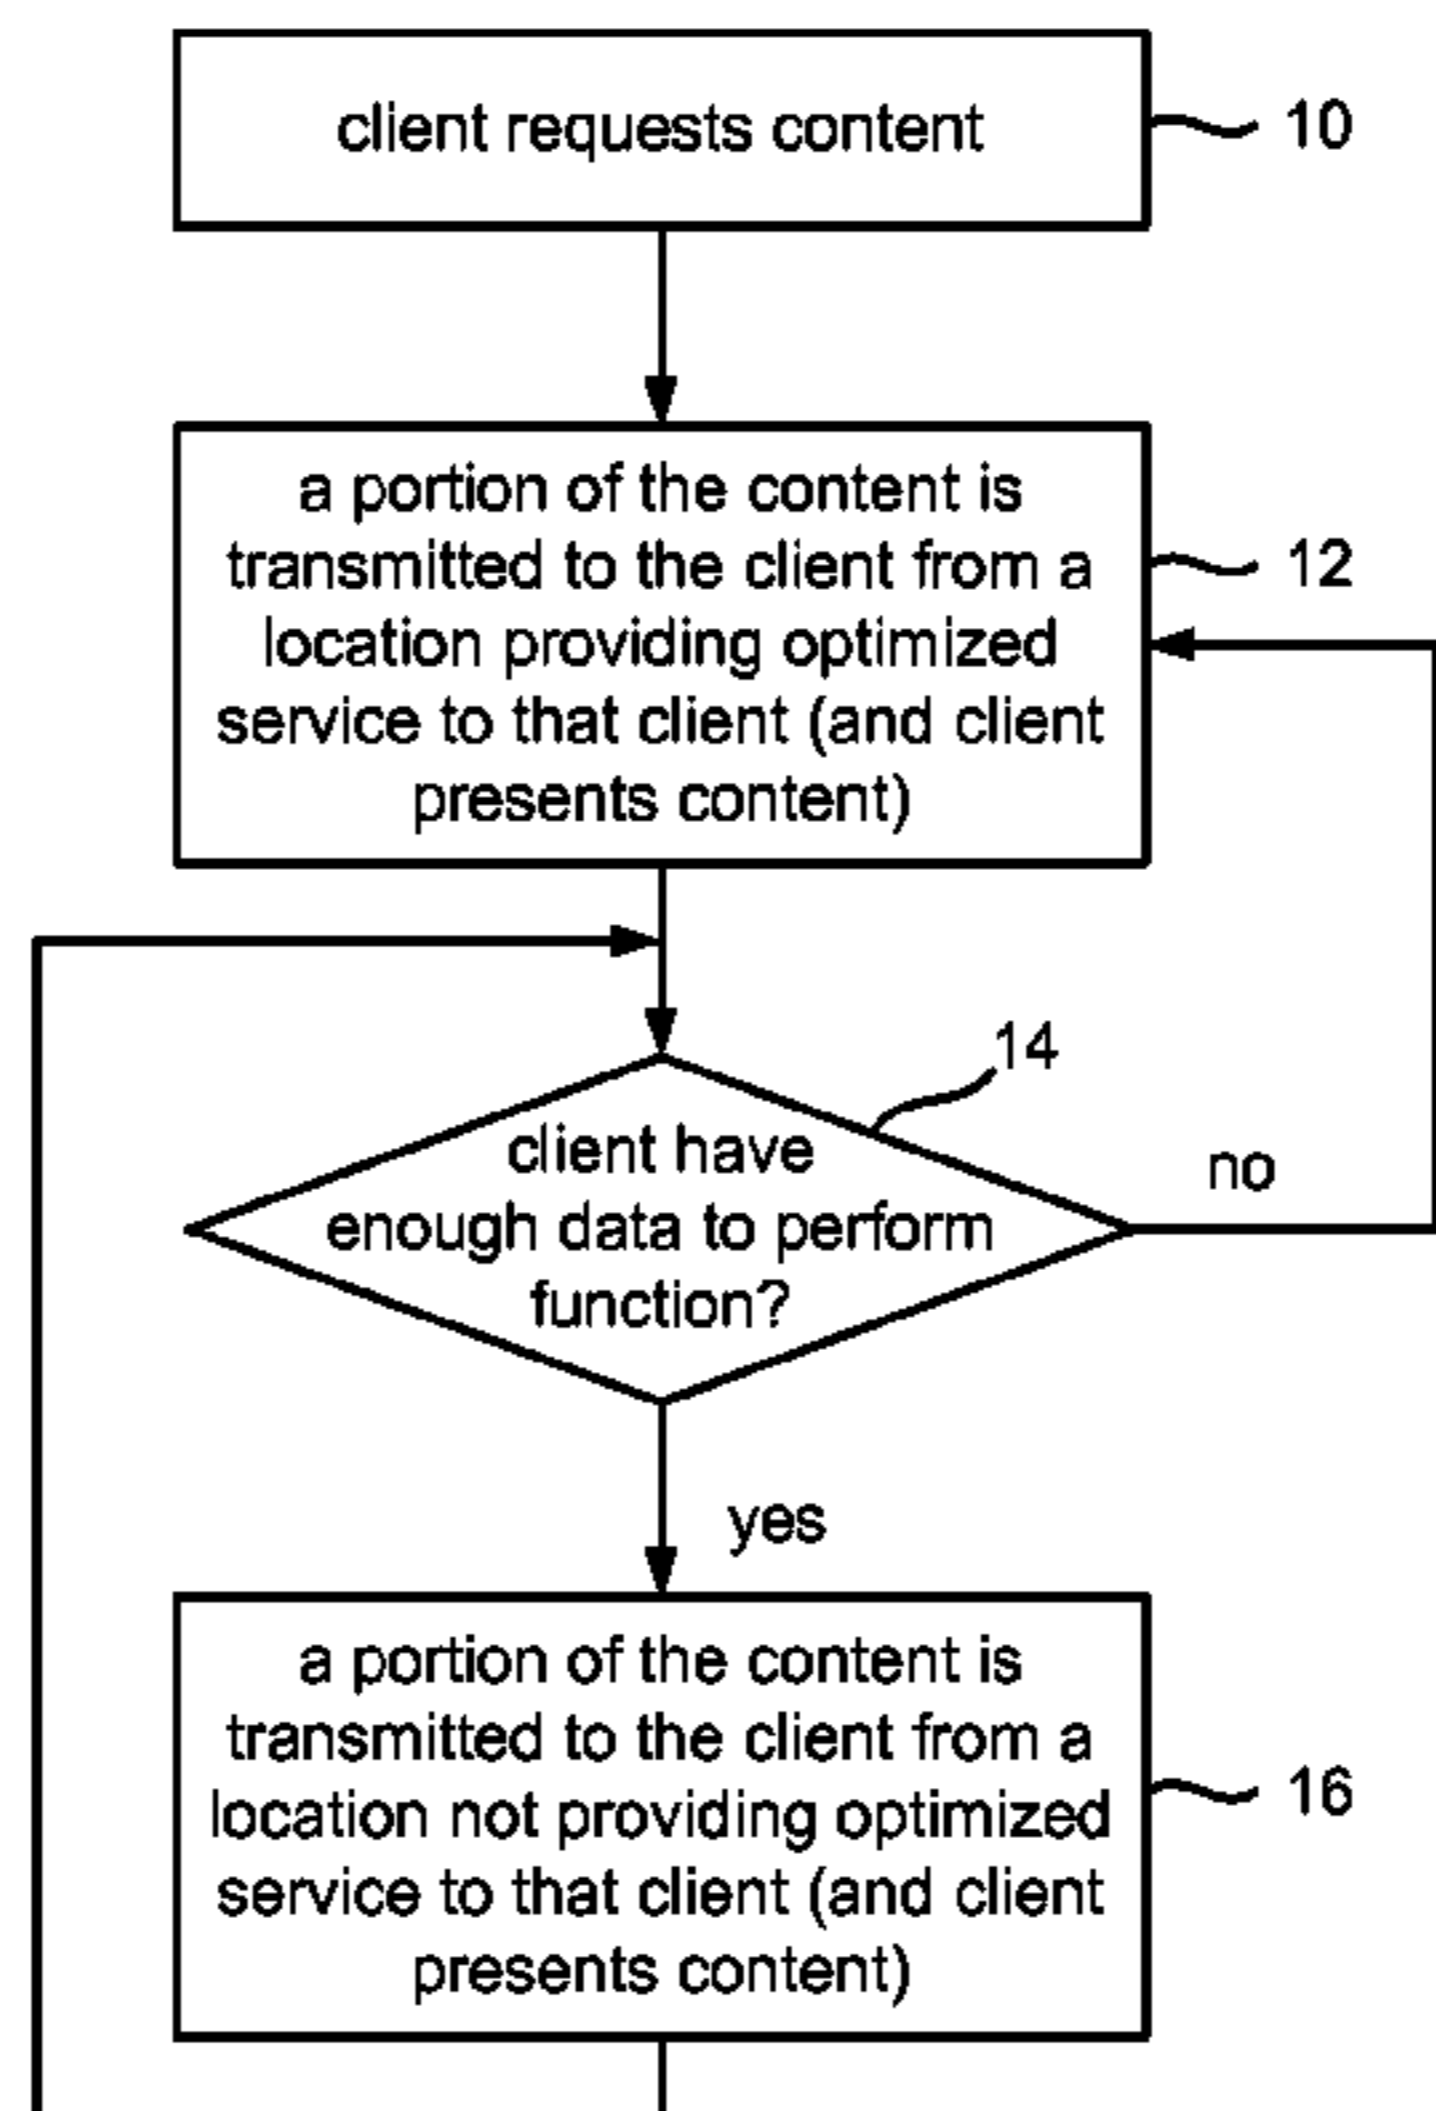 client requests content
10
a portion of the content is
transmitted to the client from a
location providing optimized
service to that client (and client
presents content)
12
14
client have
enough data to perform
function?
no
yes
a portion of the content is
transmitted to the client from a
location not providing optimized
service to that client (and client
presents content)
16